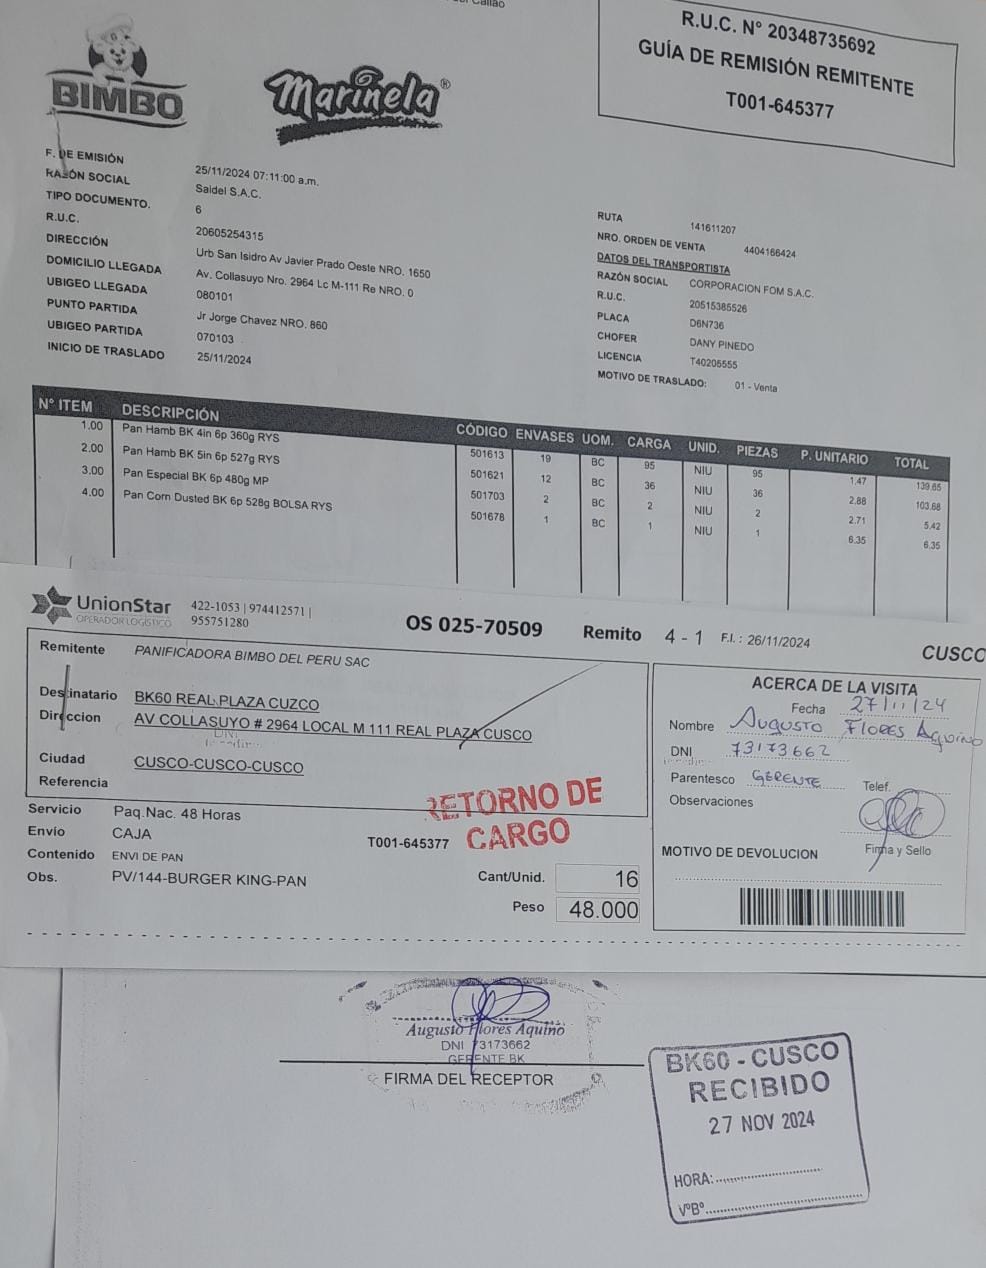 del Callao
BIMBO
Marinela®
R.U.C. N° 20348735692
GUÍA DE REMISIÓN REMITENTE
T001-645377
F. DE EMISIÓN 25/11/2024 07:11:00 a.m.
RAZÓN SOCIAL Saidel S.A.C.
TIPO DOCUMENTO. 6
R.U.C. 20605254315
DIRECCIÓN Urb San Isidro Av Javier Prado Oeste NRO. 1650
DOMICILIO LLEGADA Av. Collasuyo Nro. 2964 Lc M-111 Re NRO. 0
UBIGEO LLEGADA 080101
PUNTO PARTIDA Jr Jorge Chavez NRO. 860
UBIGEO PARTIDA 070103
INICIO DE TRASLADO 25/11/2024
RUTA 141611207
NRO. ORDEN DE VENTA 4404166424
DATOS DEL TRANSPORTISTA
RAZÓN SOCIAL CORPORACION FOM S.A.C.
R.U.C. 20515385526
PLACA D6N736
CHOFER DANY PINEDO
LICENCIA T40205555
MOTIVO DE TRASLADO: 01 - Venta
N° ITEM DESCRIPCIÓN CÓDIGO ENVASES UOM. CARGA UNID. PIEZAS P. UNITARIO TOTAL
1.00 Pan Hamb BK 4in 6p 360g RYS 501613 19 BC 95 NIU 95 1.47 139.65
2.00 Pan Hamb BK 5in 6p 527g RYS 501621 12 BC 36 NIU 36 2.88 103.68
3.00 Pan Especial BK 6p 480g MP 501703 2 BC 2 NIU 2 2.71 5.42
4.00 Pan Corn Dusted BK 6p 528g BOLSA RYS 501678 1 BC 1 NIU 1 6.35 6.35
UnionStar
OPERADOR LOGÍSTICO
422-1053 | 974412571 |
955751280
OS 025-70509 Remito 4 - 1 F.I. : 26/11/2024
CUSCO
Remitente PANIFICADORA BIMBO DEL PERU SAC
Destinatario BK60 REAL PLAZA CUZCO
Direccion AV COLLASUYO # 2964 LOCAL M 111 REAL PLAZA CUSCO
DNI
Ciudad CUSCO-CUSCO-CUSCO
Referencia
Servicio Paq.Nac. 48 Horas
Envio CAJA
Contenido ENVI DE PAN
Obs. PV/144-BURGER KING-PAN
T001-645377
RETORNO DE
CARGO
Cant/Unid. 16
Peso 48.000
ACERCA DE LA VISITA
Fecha 27/11/24
Nombre Augusto Flores Aquino
DNI 73173662
Parentesco GERENTE Telef.
Observaciones
Firma y Sello
MOTIVO DE DEVOLUCION
Augusto Flores Aquino
DNI 73173662
GERENTE BK
FIRMA DEL RECEPTOR
BK60 - CUSCO
RECIBIDO
27 NOV 2024
HORA:
V°B°